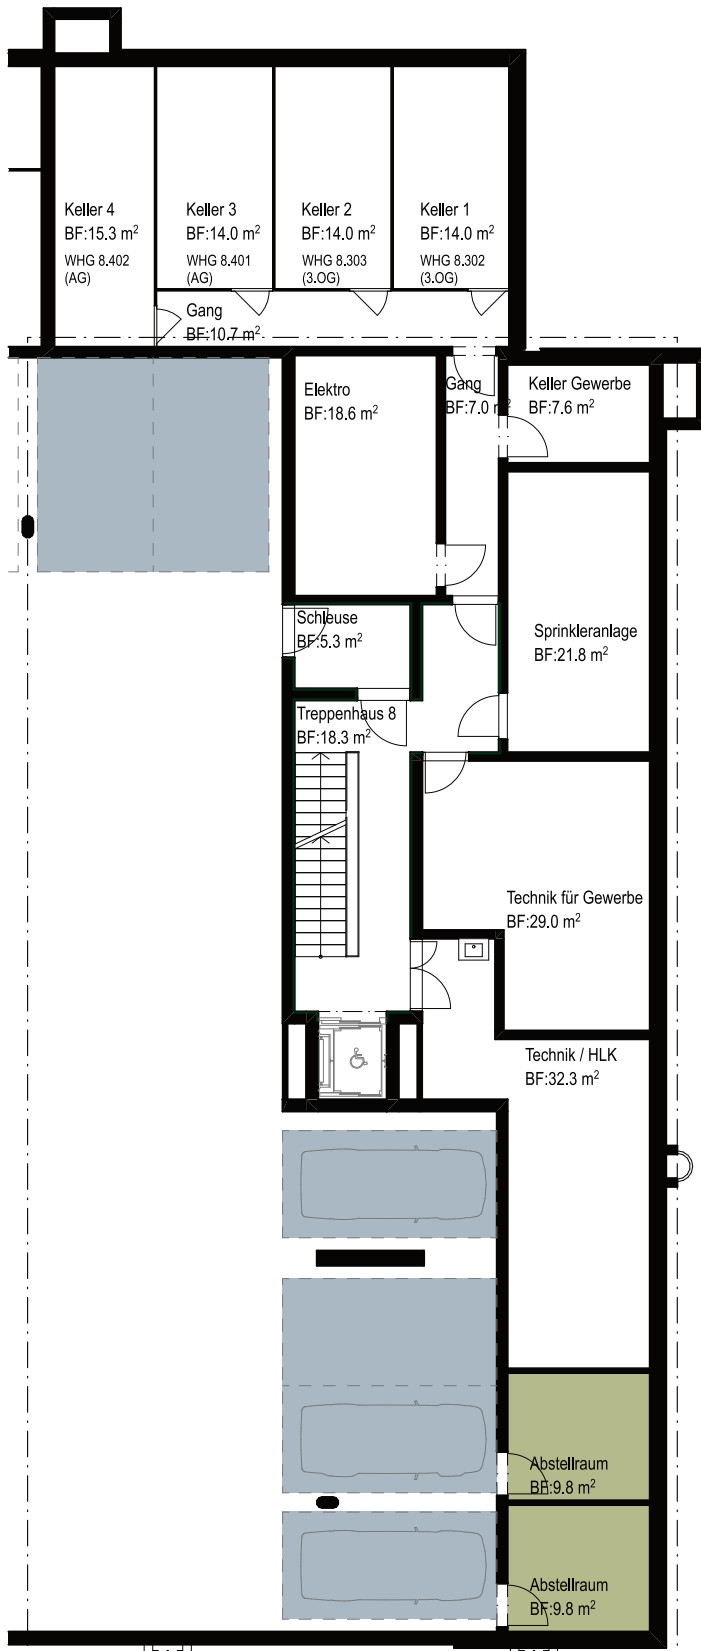 Keller 4
BF:15.3 m²
WHG 8.402
(AG)
Keller 3
BF:14.0 m²
WHG 8.401
(AG)
Keller 2
BF:14.0 m²
WHG 8.303
(3.OG)
Keller 1
BF:14.0 m²
WHG 8.302
(3.OG)
Gang
BF:10.7 m²
Elektro
BF:18.6 m²
Gang
BF:7.0 m²
Keller Gewerbe
BF:7.6 m²
Schleuse
BF:5.3 m²
Sprinkleranlage
BF:21.8 m²
Treppenhaus 8
BF:18.3 m²
Technik für Gewerbe
BF:29.0 m²
Technik / HLK
BF:32.3 m²
Abstellraum
BF:9.8 m²
Abstellraum
BF:9.8 m²